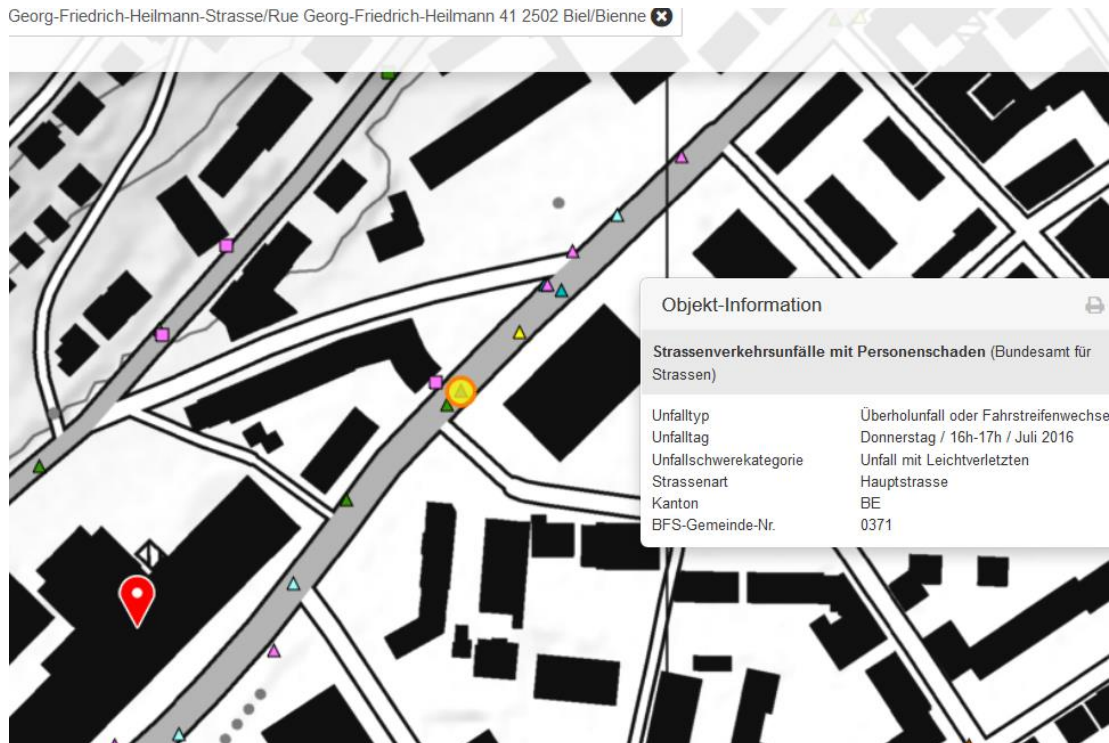 Georg-Friedrich-Heilmann-Strasse/Rue Georg-Friedrich-Heilmann 41 2502 Biel/Bienne
Objekt-Information
Strassenverkehrsunfälle mit Personenschaden (Bundesamt für
Strassen)
Unfalltyp Überholunfall oder Fahrstreifenwechse
Unfalltag Donnerstag / 16h-17h / Juli 2016
Unfallschwerekategorie Unfall mit Leichtverletzten
Strassenart Hauptstrasse
Kanton BE
BFS-Gemeinde-Nr. 0371